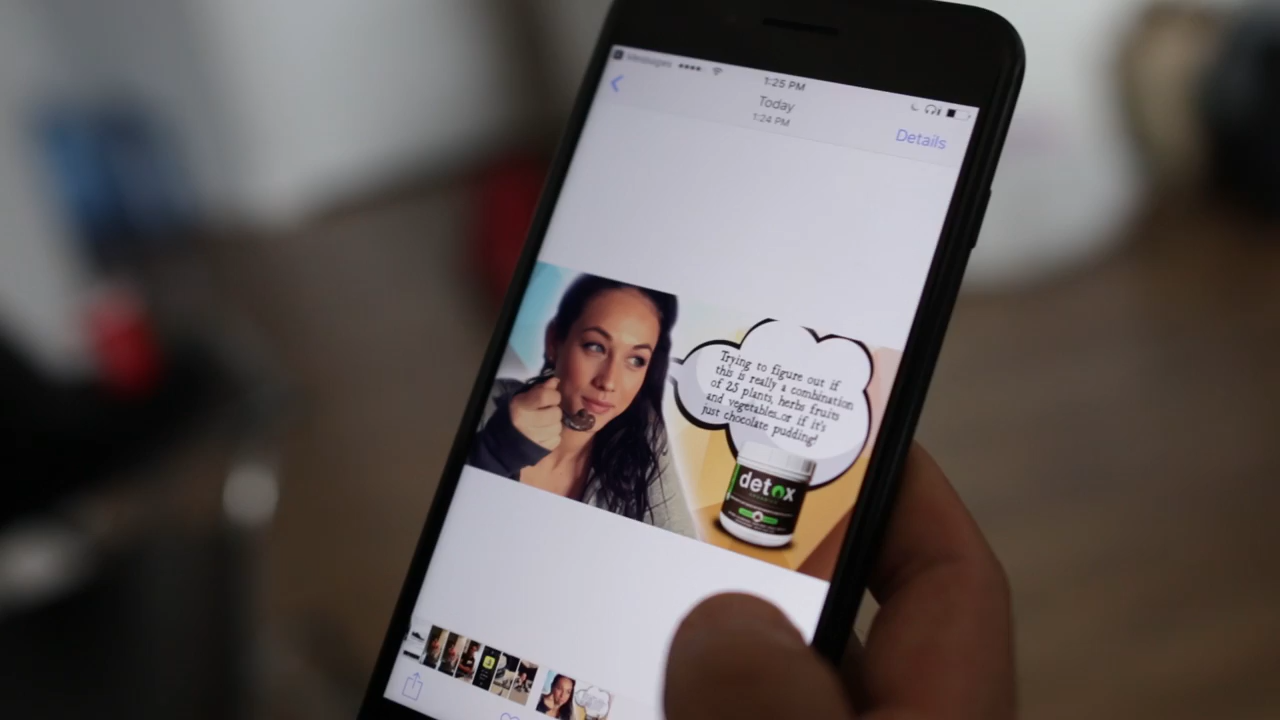 Messages
1:25 PM
Today
1:24 PM
Details
Trying to figure out if
this is really a combination
of 25 plants, herbs fruits
and vegetables..or if it's
just chocolate pudding!
detox